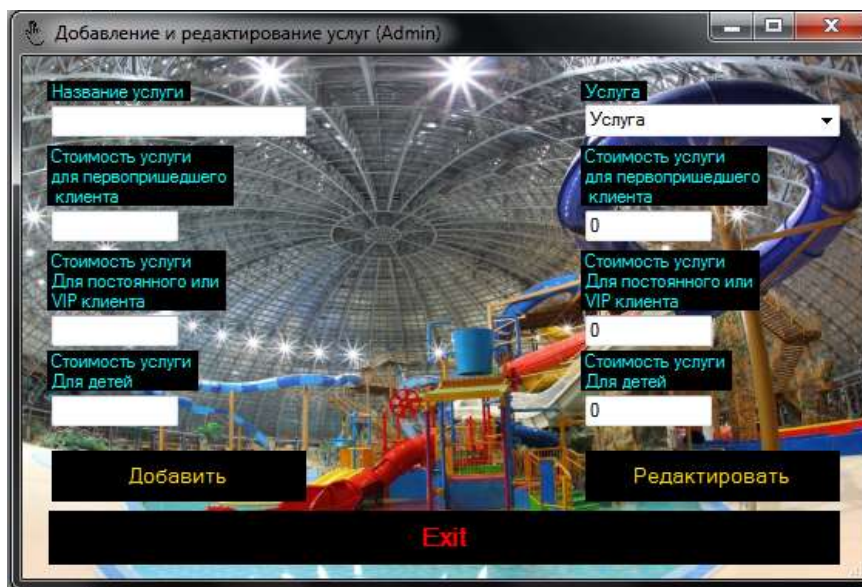 Добавление и редактирование услуг (Admin)
Название услуги
Стоимость услуги
для первопришедшего
клиента
Стоимость услуги
Для постоянного или
VIP клиента
Стоимость услуги
Для детей
Добавить
Услуга
Услуга
Стоимость услуги
для первопришедшего
клиента
0
Стоимость услуги
Для постоянного или
VIP клиента
0
Стоимость услуги
Для детей
0
Редактировать
Exit